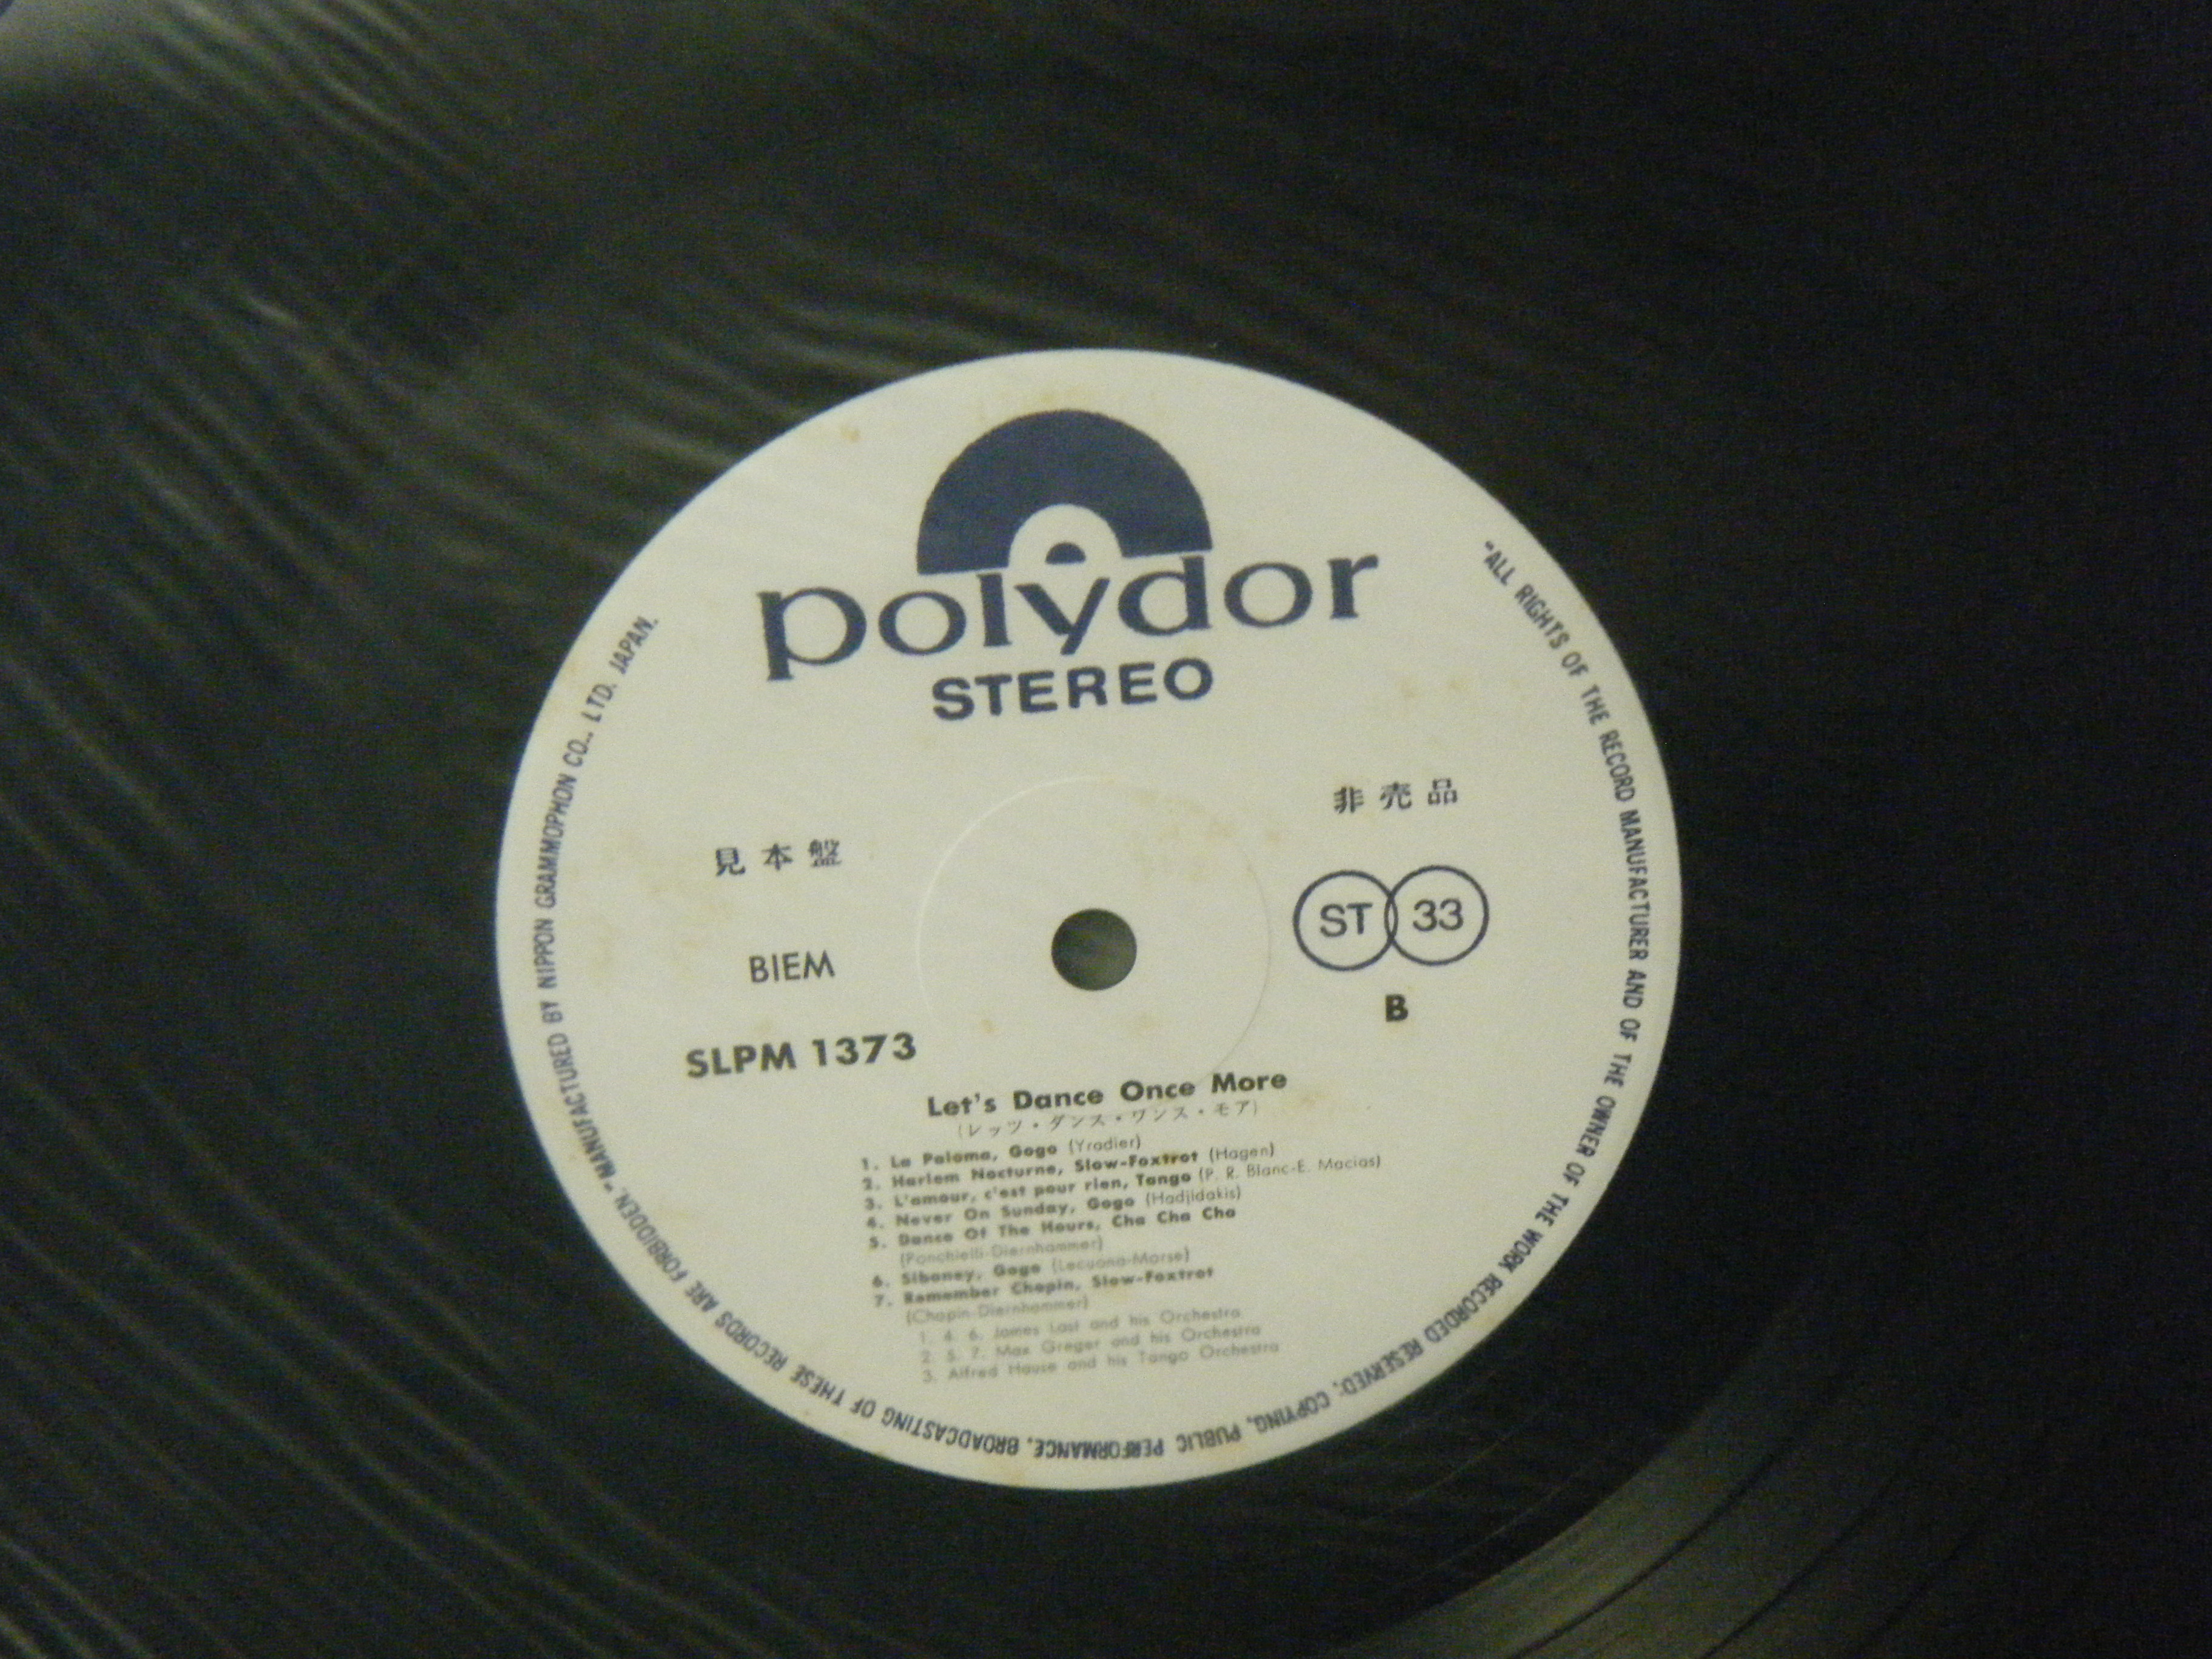 polydor
STEREO
見本盤
非売品
BIEM
ST 33
B
SLPM 1373
Let's Dance Once More
(レッツ・ダンス・ワンス・モア)
1. La Paloma, Gogo (Yradier)
2. Harlem Nocturne, Slow-Foxtrot (Hagen)
3. L'amour, c'est pour rien, Tango (P. R. Blanc-E. Macias)
4. Never On Sunday, Gogo (Hadjidakis)
5. Dance Of The Hours, Cha Cha Cha
(Ponchielli-Diernhammer)
6. Siboney, Gogo (Lecuona-Morse)
7. Remember Chopin, Slow-Foxtrot
(Chopin-Diernhammer)
1. 4. 6. James Last and his Orchestra
2. 5. 7. Max Greger and his Orchestra
3. Alfred Hause and his Tango Orchestra
"ALL RIGHTS OF THE RECORD MANUFACTURER AND OF THE OWNER OF THE WORK RECORDED RESERVED; COPYING, PUBLIC PERFORMANCE, BROADCASTING OF THESE RECORDS ARE FORBIDDEN." MANUFACTURED BY NIPPON GRAMMOPHON CO., LTD. JAPAN.